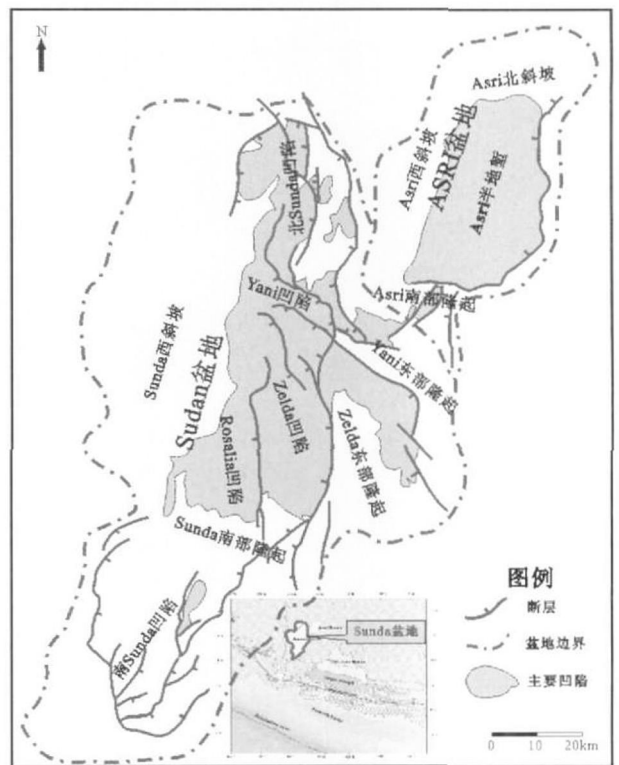 N
Asri北斜坡
Asri西斜坡
ASRI盆地
Asri半地堑
北Sunda凹陷
Yani凹陷
Asri南部隆起
Yani东部隆起
Sunda西斜坡
Sudan盆地
Rosalia凹陷
Zelda凹陷
Zelda东部隆起
Sunda南部隆起
南Sunda凹陷
Sunda盆地
图例
断层
盆地边界
主要凹陷
0 10 20km